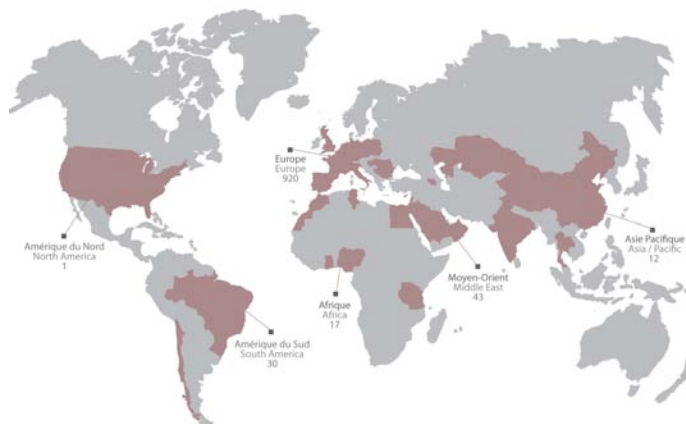 Europe
Europe
920
Amérique du Nord
North America
1
Asie Pacifique
Asia / Pacific
12
Moyen-Orient
Middle East
43
Afrique
Africa
17
Amérique du Sud
South America
30